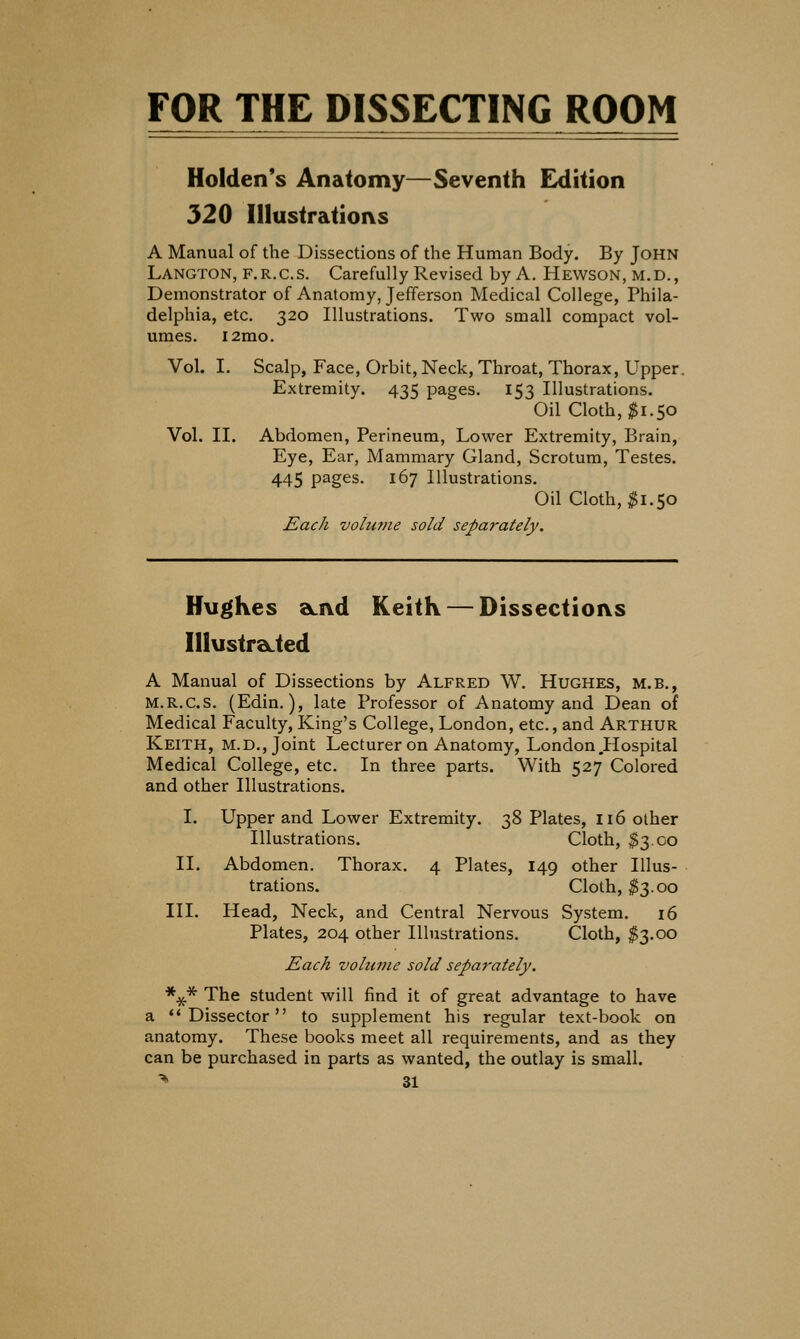 FOR THE DISSECTING ROOM
Holden's Anatomy—Seventh Edition
320 Illustrations
A Manual of the Dissections of the Human Body. By JOHN
LANGTON, F.R.C.S. Carefully Revised by A. HEWSON, M.D.,
Demonstrator of Anatomy, Jefferson Medical College, Phila-
delphia, etc. 320 Illustrations. Two small compact vol-
umes. 12mo.
Vol. I. Scalp, Face, Orbit, Neck, Throat, Thorax, Upper.
Extremity. 435 pages. 153 Illustrations.
Oil Cloth, $1.50
Vol. II. Abdomen, Perineum, Lower Extremity, Brain,
Eye, Ear, Mammary Gland, Scrotum, Testes.
445 pages. 167 Illustrations.
Oil Cloth, $1.50
Each volume sold separately.
Hughes and Keith — Dissections
Illustrated
A Manual of Dissections by ALFRED W. HUGHES, M.B.,
M.R.C.S. (Edin.), late Professor of Anatomy and Dean of
Medical Faculty, King's College, London, etc., and ARTHUR
KEITH, M.D., Joint Lecturer on Anatomy, London Hospital
Medical College, etc. In three parts. With 527 Colored
and other Illustrations.
I. Upper and Lower Extremity. 38 Plates, 116 other
Illustrations. Cloth, $3.00
II. Abdomen. Thorax. 4 Plates, 149 other Illus-
trations. Cloth, $3.00
III. Head, Neck, and Central Nervous System. 16
Plates, 204 other Illustrations. Cloth, $3.00
Each volume sold separately.
*** The student will find it of great advantage to have
a "Dissector" to supplement his regular text-book on
anatomy. These books meet all requirements, and as they
can be purchased in parts as wanted, the outlay is small.
31